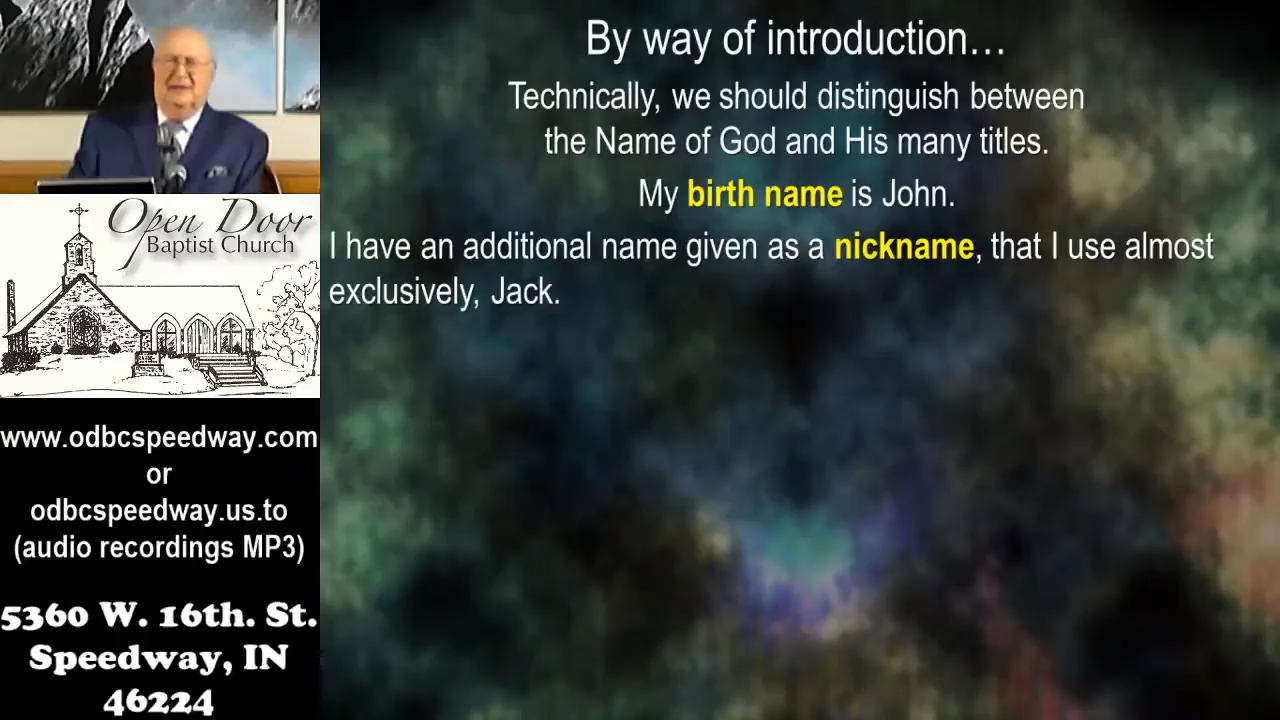 By way of introduction…
Technically, we should distinguish between
the Name of God and His many titles.
My birth name is John.
I have an additional name given as a nickname, that I use almost
exclusively, Jack.
Open Door
Baptist Church
www.odbcspeedway.com
or
odbcspeedway.us.to
(audio recordings MP3)
5360 W. 16th. St.
Speedway, IN
46224